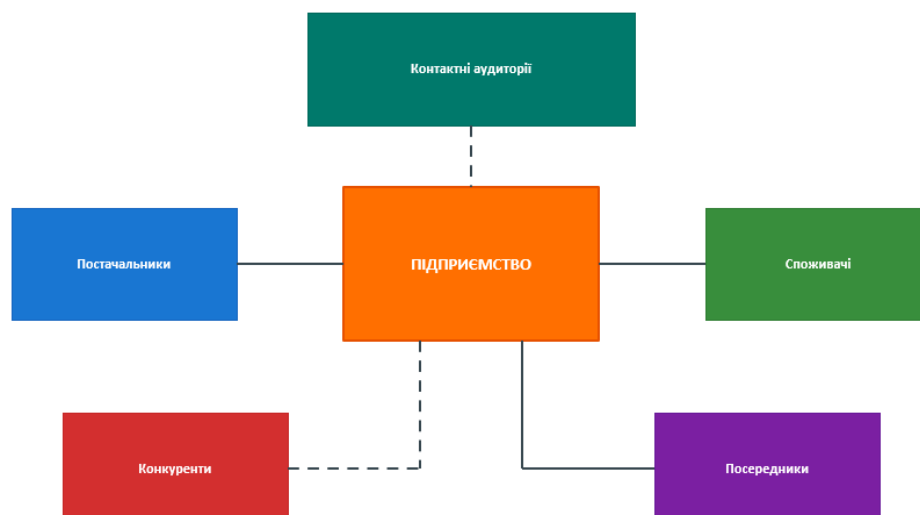 Контактні аудиторії
Постачальники
ПІДПРИЄМСТВО
Споживачі
Конкуренти
Посередники